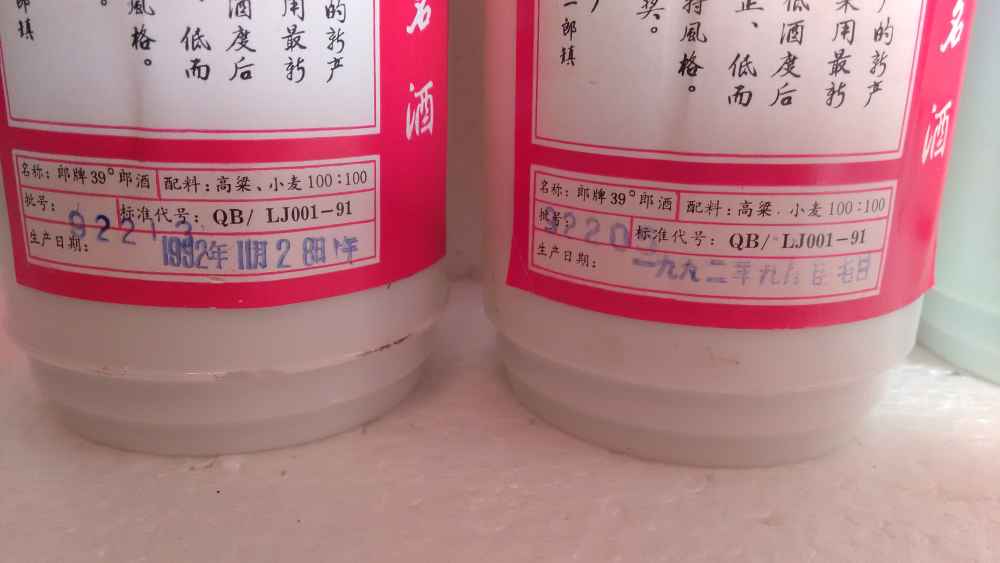 的新产
采用最新
酒度后
、低而
風格。
郎镇
名酒
名称：郎牌39°郎酒 配料：高粱、小麦100：100
批号： 92213 标准代号：QB/ LJ001-91
生产日期： 1992年11月28日
的新产
采用最新
低酒度后
正、低而
特風格。
奖。
一郎镇
名酒
名称：郎牌39°郎酒 配料：高粱、小麦100：100
批号： 标准代号：QB/ LJ001-91
生产日期： 一九九二年九月